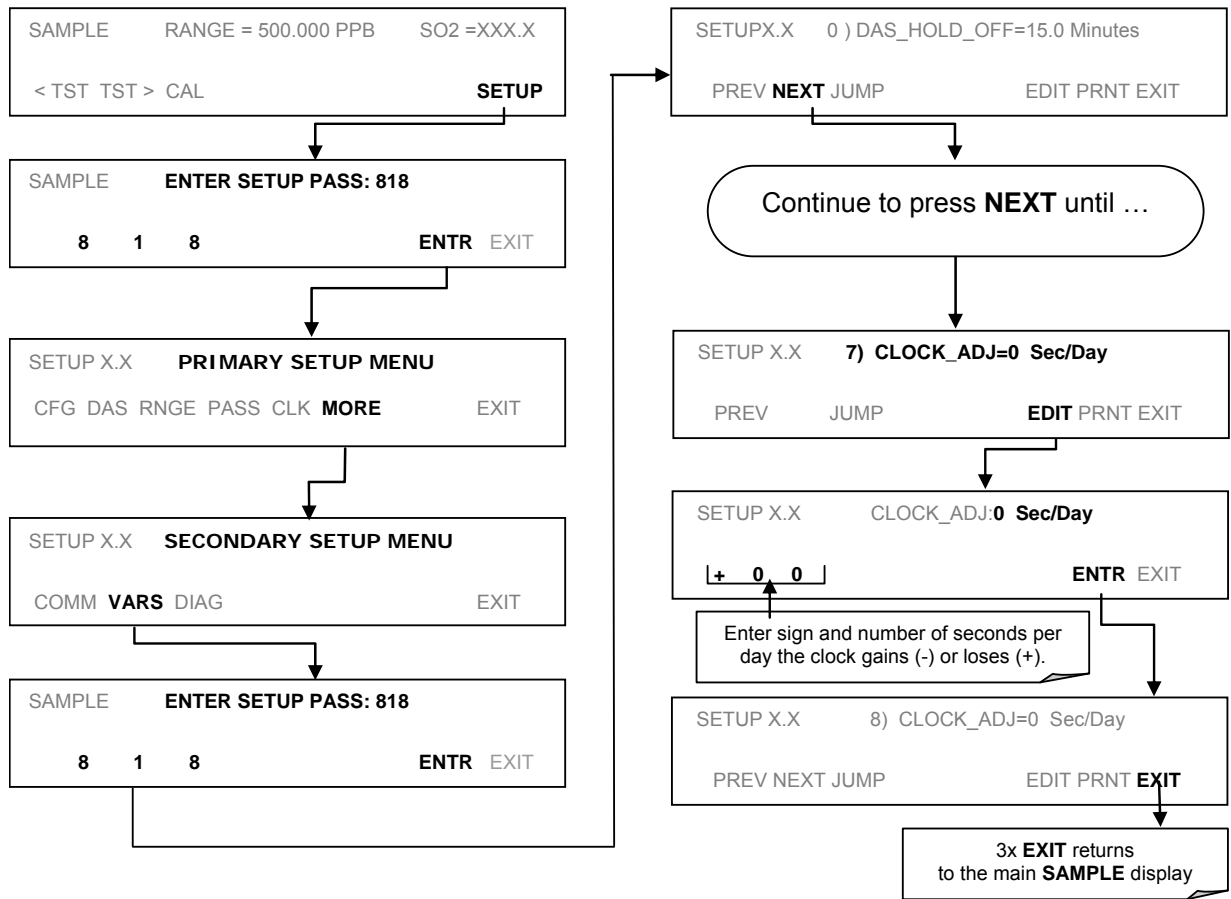 SAMPLE RANGE = 500.000 PPB SO2 =XXX.X
< TST TST > CAL SETUP
SAMPLE ENTER SETUP PASS: 818
8 1 8 ENTR EXIT
SETUP X.X PRIMARY SETUP MENU
CFG DAS RNGE PASS CLK MORE EXIT
SETUP X.X SECONDARY SETUP MENU
COMM VARS DIAG EXIT
SAMPLE ENTER SETUP PASS: 818
8 1 8 ENTR EXIT
SETUPX.X 0 ) DAS_HOLD_OFF=15.0 Minutes
PREV NEXT JUMP EDIT PRNT EXIT
Continue to press NEXT until …
SETUP X.X 7) CLOCK_ADJ=0 Sec/Day
PREV JUMP EDIT PRNT EXIT
SETUP X.X CLOCK_ADJ:0 Sec/Day
+ 0 0 ENTR EXIT
Enter sign and number of seconds per
day the clock gains (-) or loses (+).
SETUP X.X 8) CLOCK_ADJ=0 Sec/Day
PREV NEXT JUMP EDIT PRNT EXIT
3x EXIT returns
to the main SAMPLE display